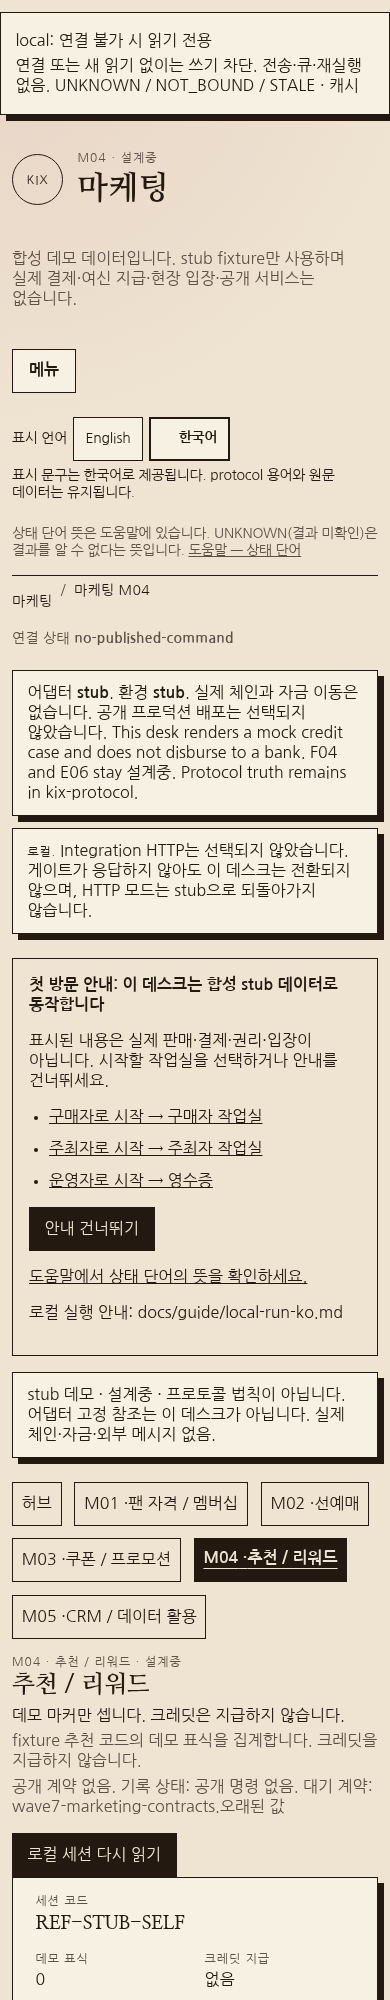 local: 연결 불가 시 읽기 전용
연결 또는 새 읽기 없이는 쓰기 차단. 전송·큐·재실행
없음. UNKNOWN / NOT_BOUND / STALE · 캐시
KIX
M04 · 설계중
마케팅
합성 데모 데이터입니다. stub fixture만 사용하며
실제 결제·여신 지급·현장 입장·공개 서비스는
없습니다.
메뉴
표시 언어 English 한국어
표시 문구는 한국어로 제공됩니다. protocol 용어와 원문
데이터는 유지됩니다.
상태 단어 뜻은 도움말에 있습니다. UNKNOWN(결과 미확인)은
결과를 알 수 없다는 뜻입니다. 도움말 — 상태 단어
마케팅 / 마케팅 M04
연결 상태 no-published-command
어댑터 stub. 환경 stub. 실제 체인과 자금 이동은
없습니다. 공개 프로덕션 배포는 선택되지
않았습니다. This desk renders a mock credit
case and does not disburse to a bank. F04
and E06 stay 설계중. Protocol truth remains
in kix-protocol.
로컬. Integration HTTP는 선택되지 않았습니다.
게이트가 응답하지 않아도 이 데스크는 전환되지
않으며, HTTP 모드는 stub으로 되돌아가지
않습니다.
첫 방문 안내: 이 데스크는 합성 stub 데이터로
동작합니다
표시된 내용은 실제 판매·결제·권리·입장이
아닙니다. 시작할 작업실을 선택하거나 안내를
건너뛰세요.
• 구매자로 시작 → 구매자 작업실
• 주최자로 시작 → 주최자 작업실
• 운영자로 시작 → 영수증
안내 건너뛰기
도움말에서 상태 단어의 뜻을 확인하세요.
로컬 실행 안내: docs/guide/local-run-ko.md
stub 데모 · 설계중 · 프로토콜 법칙이 아닙니다.
어댑터 고정 참조는 이 데스크가 아닙니다. 실제
체인·자금·외부 메시지 없음.
허브 M01 ·팬 자격 / 멤버십 M02 ·선예매
M03 ·쿠폰 / 프로모션 M04 ·추천 / 리워드
M05 ·CRM / 데이터 활용
M04 · 추천 / 리워드 · 설계중
추천 / 리워드
데모 마커만 셉니다. 크레딧은 지급하지 않습니다.
fixture 추천 코드의 데모 표식을 집계합니다. 크레딧을
지급하지 않습니다.
공개 계약 없음. 기록 상태: 공개 명령 없음. 대기 계약:
wave7-marketing-contracts.오래된 값
로컬 세션 다시 읽기
세션 코드
REF-STUB-SELF
데모 표식 크레딧 지급
0 없음